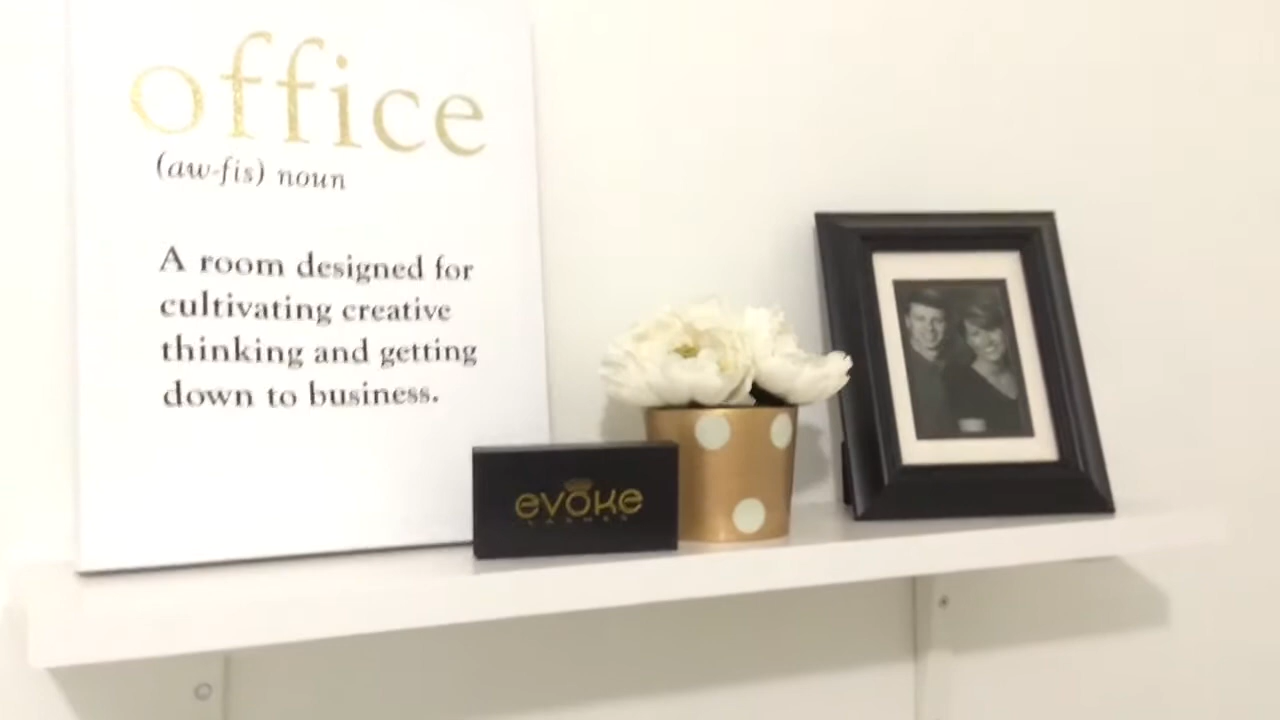 office
(aw-fis) noun
A room designed for
cultivating creative
thinking and getting
down to business.
evoke